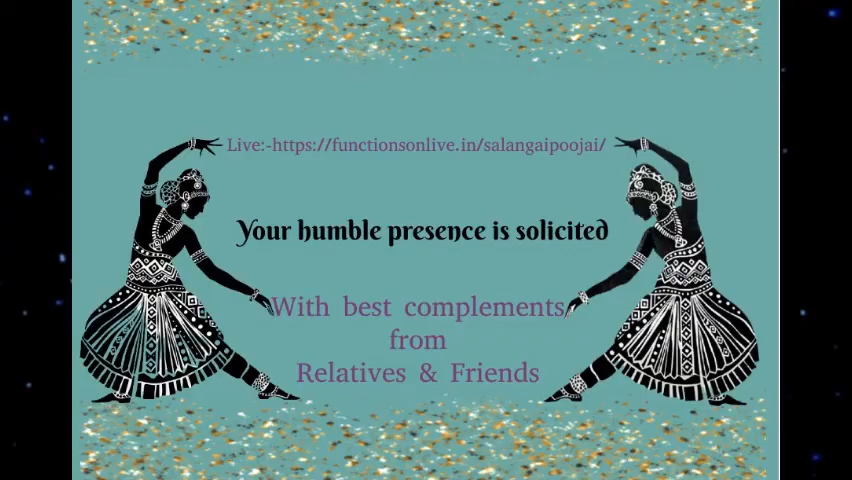 Live:-https://functionsonlive.in/salangaipoojai/
Your humble presence is solicited
With best complements
from
Relatives & Friends